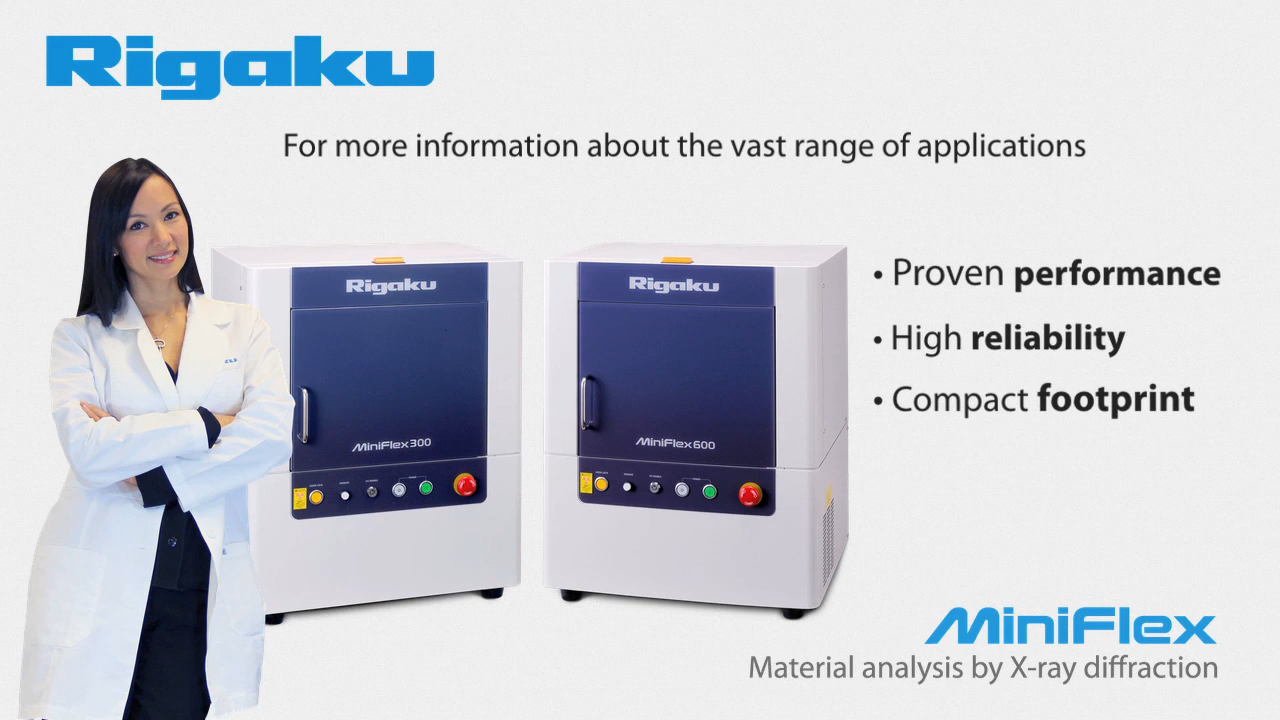 Rigaku
For more information about the vast range of applications
Rigaku
MiniFlex300
Rigaku
MiniFlex600
• Proven performance
• High reliability
• Compact footprint
MiniFlex
Material analysis by X-ray diffraction